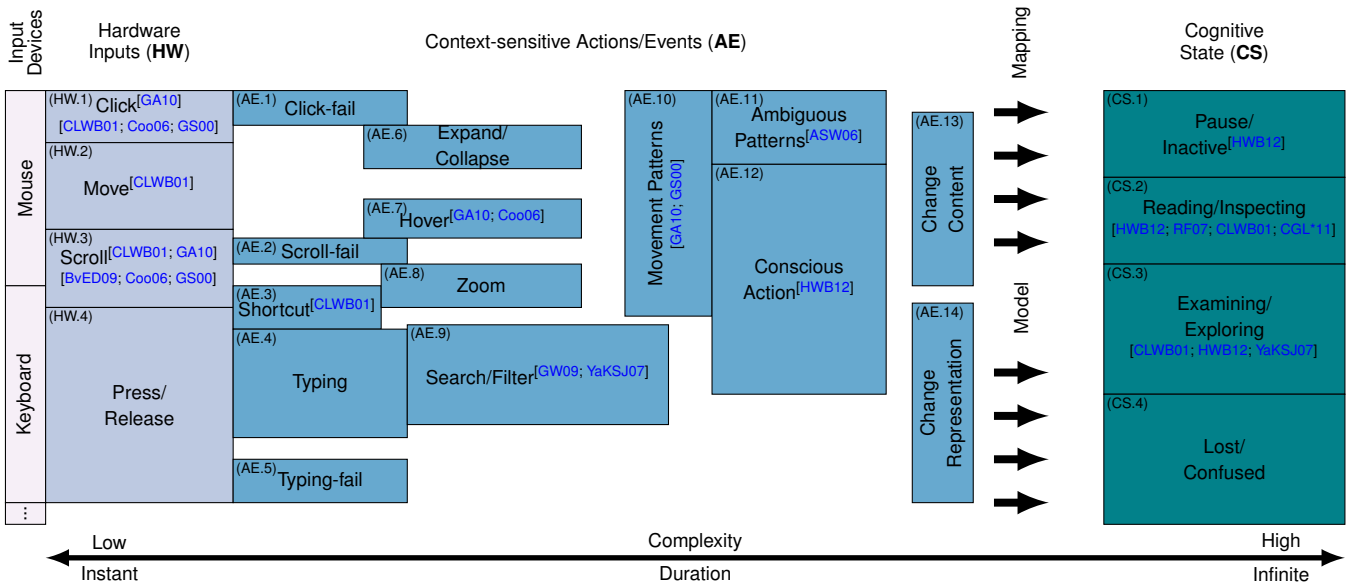 Input
Devices
Hardware
Inputs (HW)
Context-sensitive Actions/Events (AE)
Mapping
Cognitive
State (CS)
Mouse
Keyboard
...
(HW.1) Click[GA10]
[CLWB01; Coo06; GS00]
(HW.2)
Move[CLWB01]
(HW.3)
Scroll[CLWB01; GA10]
[BvED09; Coo06; GS00]
(HW.4)
Press/
Release
(AE.1)
Click-fail
(AE.6)
Expand/
Collapse
(AE.7)
Hover[GA10; Coo06]
(AE.2)
Scroll-fail
(AE.8)
Zoom
(AE.3)
Shortcut[CLWB01]
(AE.4)
Typing
(AE.9)
Search/Filter[GW09; YaKSJ07]
(AE.5)
Typing-fail
(AE.10)
Movement Patterns
[GA10; GS00]
(AE.11)
Ambiguous
Patterns[ASW06]
(AE.12)
Conscious
Action[HWB12]
(AE.13)
Change
Content
(AE.14)
Change
Representation
Model
(CS.1)
Pause/
Inactive[HWB12]
(CS.2)
Reading/Inspecting
[HWB12; RF07; CLWB01; CGL*11]
(CS.3)
Examining/
Exploring
[CLWB01; HWB12; YaKSJ07]
(CS.4)
Lost/
Confused
Low
Complexity
High
Instant
Duration
Infinite